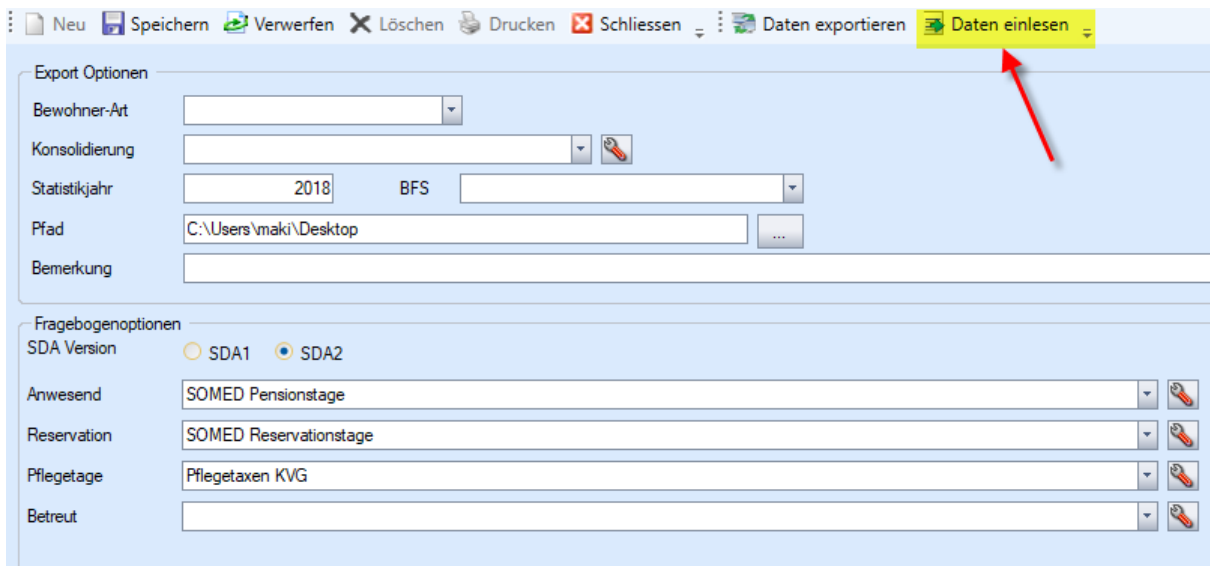 Neu Speichern Verwerfen Löschen Drucken Schliessen Daten exportieren Daten einlesen
Export Optionen
Bewohner-Art
Konsolidierung
Statistikjahr 2018 BFS
Pfad C:\Users\maki\Desktop ...
Bemerkung
Fragebogenoptionen
SDA Version SDA1 SDA2
Anwesend SOMED Pensionstage
Reservation SOMED Reservationstage
Pflegetage Pflegetaxen KVG
Betreut